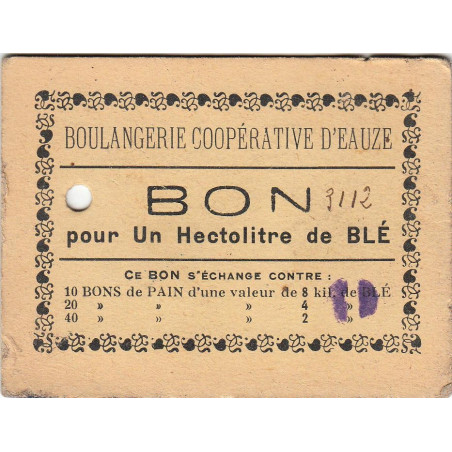 BOULANGERIE COOPÉRATIVE D'EAUZE
BON 3112
pour Un Hectolitre de BLÉ
CE BON S'ÉCHANGE CONTRE :
10 BONS de PAIN d'une valeur de 8 kil. de BLÉ
20 » » » 4 »
40 » » » 2 »